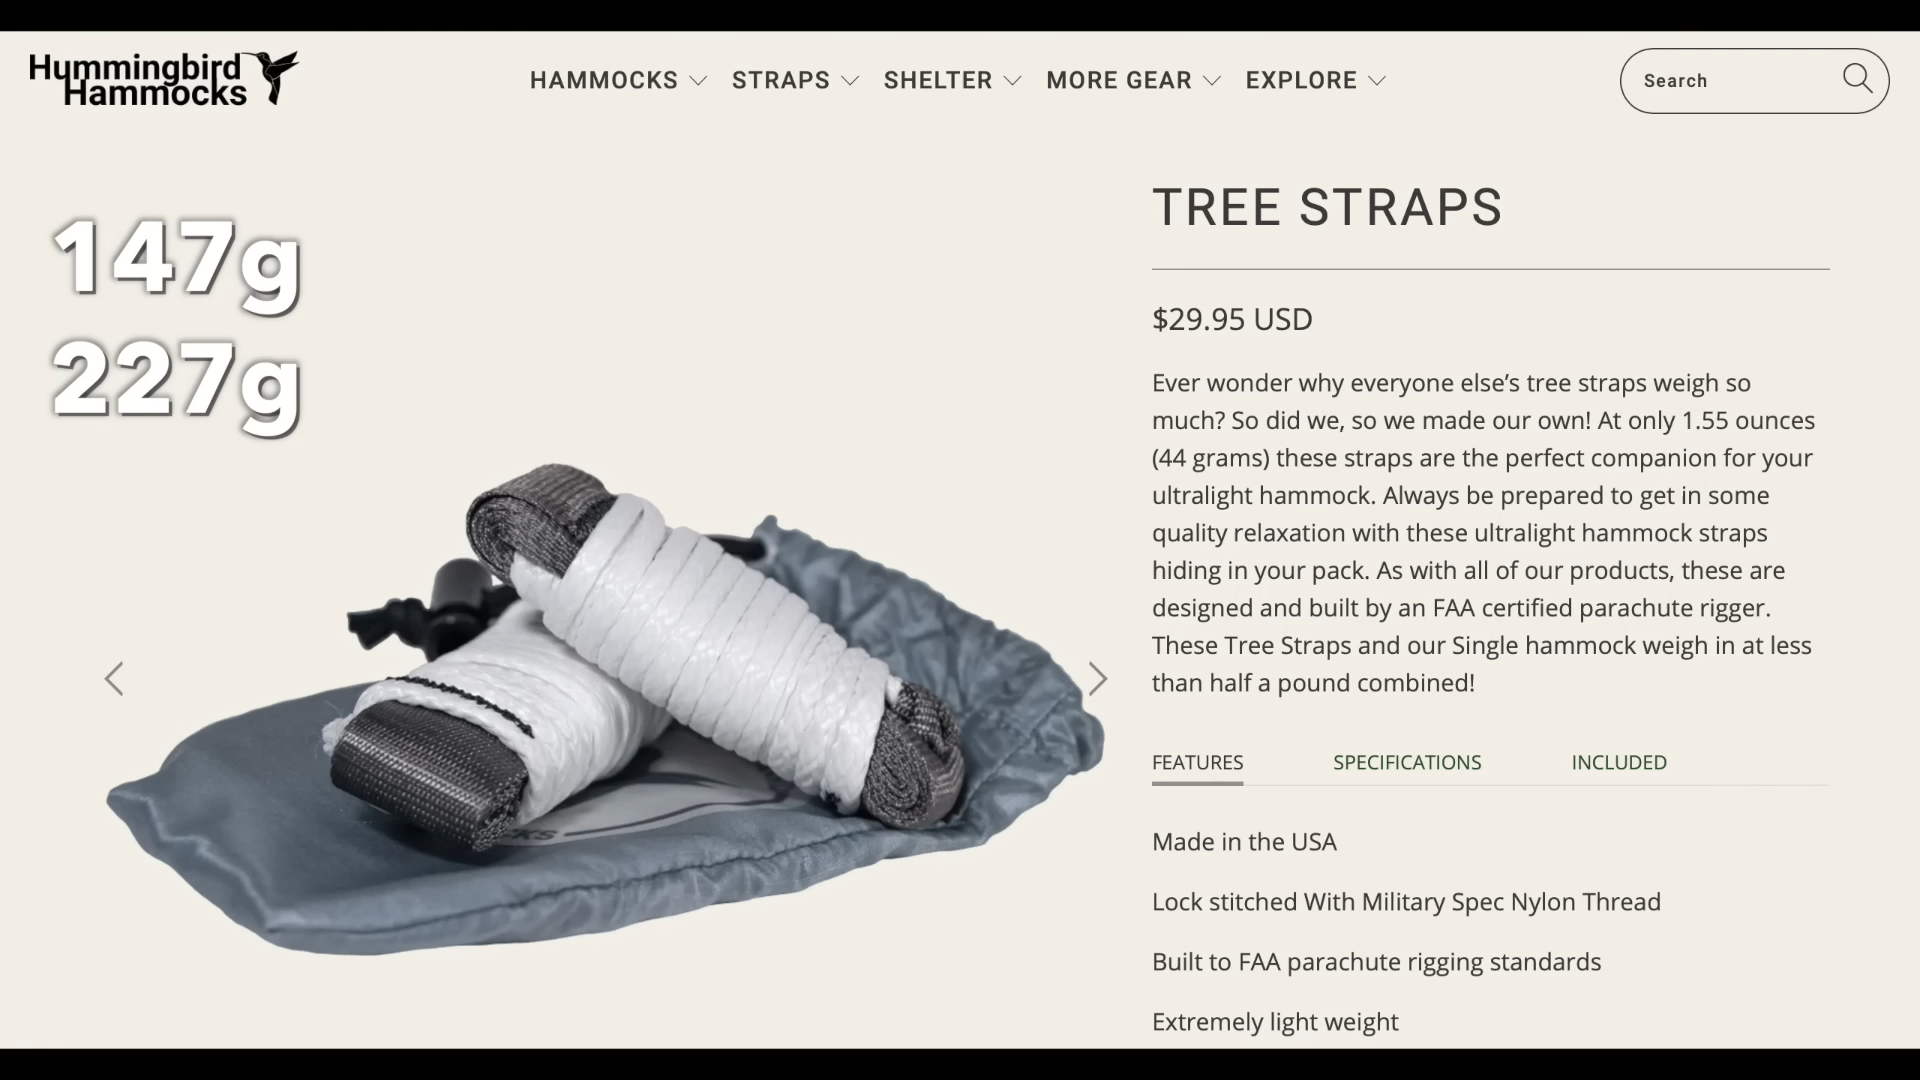 Hummingbird
Hammocks
HAMMOCKS
STRAPS
SHELTER
MORE GEAR
EXPLORE
Search
147g
227g
TREE STRAPS
$29.95 USD
Ever wonder why everyone else’s tree straps weigh so
much? So did we, so we made our own! At only 1.55 ounces
(44 grams) these straps are the perfect companion for your
ultralight hammock. Always be prepared to get in some
quality relaxation with these ultralight hammock straps
hiding in your pack. As with all of our products, these are
designed and built by an FAA certified parachute rigger.
These Tree Straps and our Single hammock weigh in at less
than half a pound combined!
FEATURES
SPECIFICATIONS
INCLUDED
Made in the USA
Lock stitched With Military Spec Nylon Thread
Built to FAA parachute rigging standards
Extremely light weight